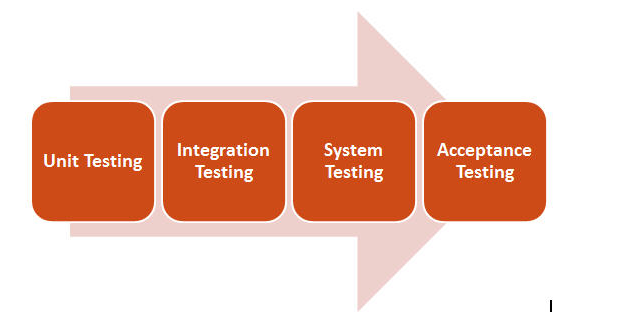 Unit Testing
Integration
Testing
System
Testing
Acceptance
Testing